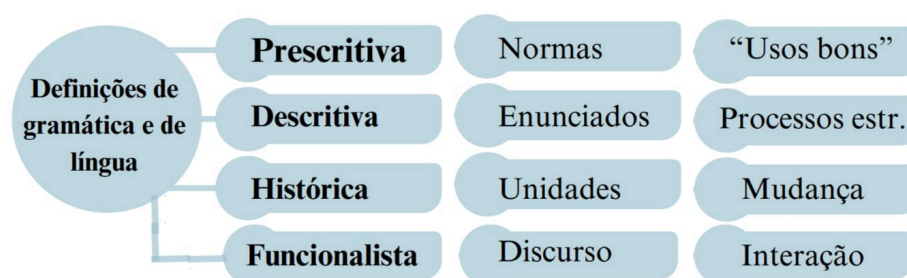 Definições de
gramática e de
língua
Prescritiva Normas “Usos bons”
Descritiva Enunciados Processos estr.
Histórica Unidades Mudança
Funcionalista Discurso Interação